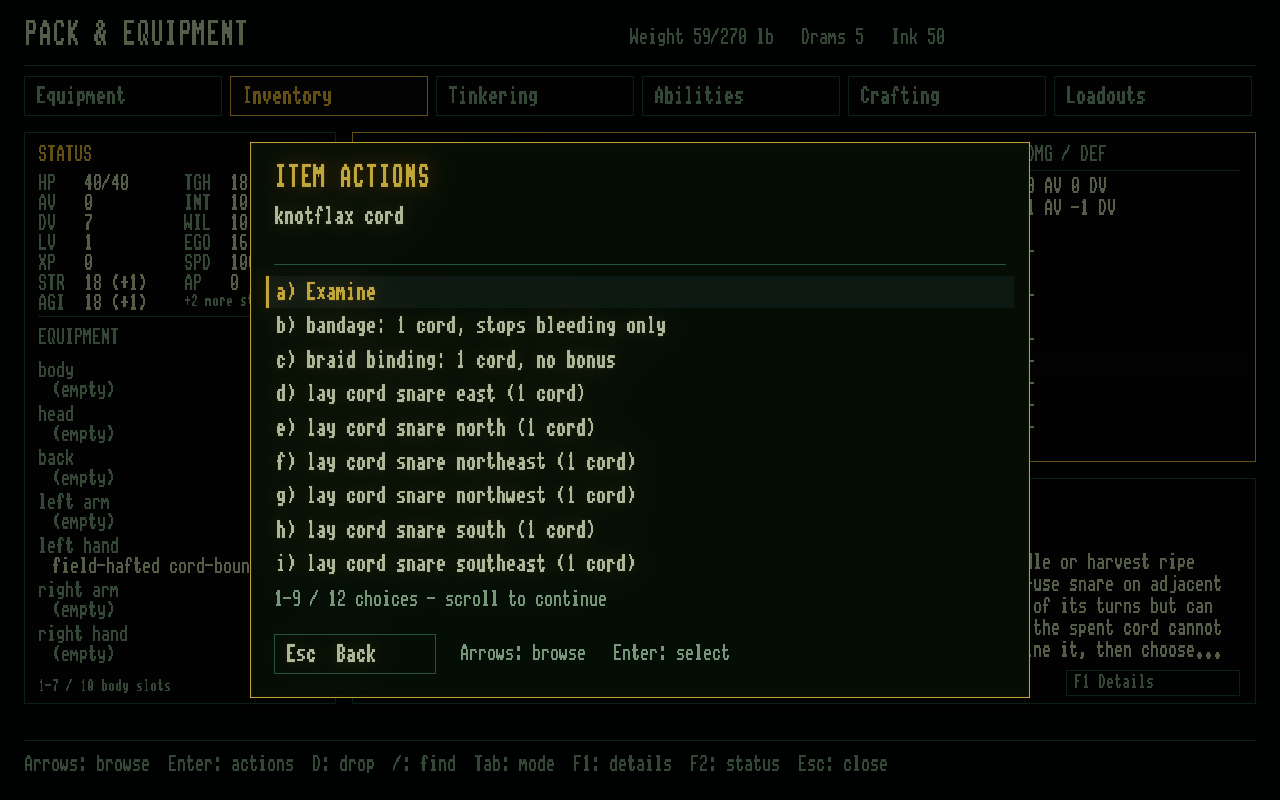 PACK & EQUIPMENT
Weight 59/270 lb Drams 5 Ink 50
Equipment
Inventory
Tinkering
Abilities
Crafting
Loadouts
STATUS
HP 40/40 TGH 18
AV 0 INT 10
DV 7 WIL 10
LV 1 EGO 16
XP 0 SPD 10
STR 18 (+1) AP 0
AGI 18 (+1) +2 more
EQUIPMENT
body
(empty)
head
(empty)
back
(empty)
left arm
(empty)
left hand
field-hafted cord-boun
right arm
(empty)
right hand
(empty)
1-7 / 10 body slots
ITEM ACTIONS
knotflax cord
a) Examine
b) bandage: 1 cord, stops bleeding only
c) braid binding: 1 cord, no bonus
d) lay cord snare east (1 cord)
e) lay cord snare north (1 cord)
f) lay cord snare northeast (1 cord)
g) lay cord snare northwest (1 cord)
h) lay cord snare south (1 cord)
i) lay cord snare southeast (1 cord)
1-9 / 12 choices - scroll to continue
Esc Back Arrows: browse Enter: select
DMG / DEF
AV 0 DV
AV -1 DV
or harvest ripe
use snare on adjacent
of its turns but can
the spent cord cannot
it, then choose...
F1 Details
Arrows: browse Enter: actions D: drop /: find Tab: mode F1: details F2: status Esc: close